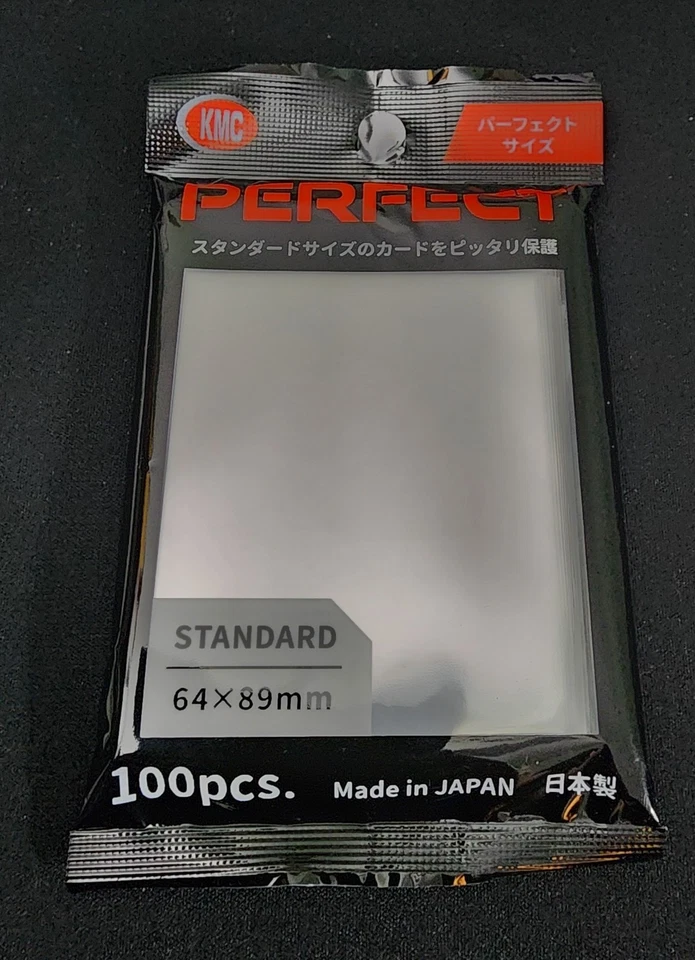 KMC
パーフェクト
サイズ
PERFECT
スタンダードサイズのカードをピッタリ保護
STANDARD
64×89mm
100pcs. Made in JAPAN 日本製